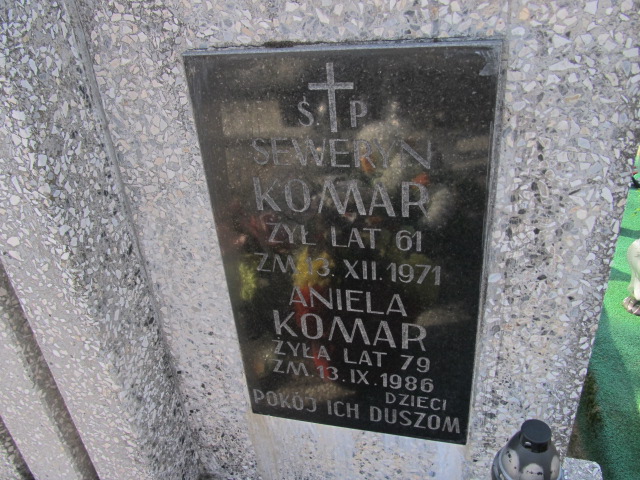 Ś P
SEWERYN
KOMAR
ŻYŁ LAT 61
ZM. 13. XII. 1971
ANIELA
KOMAR
ŻYŁA LAT 79
ZM. 13. IX. 1986
DZIECI
POKÓJ ICH DUSZOM